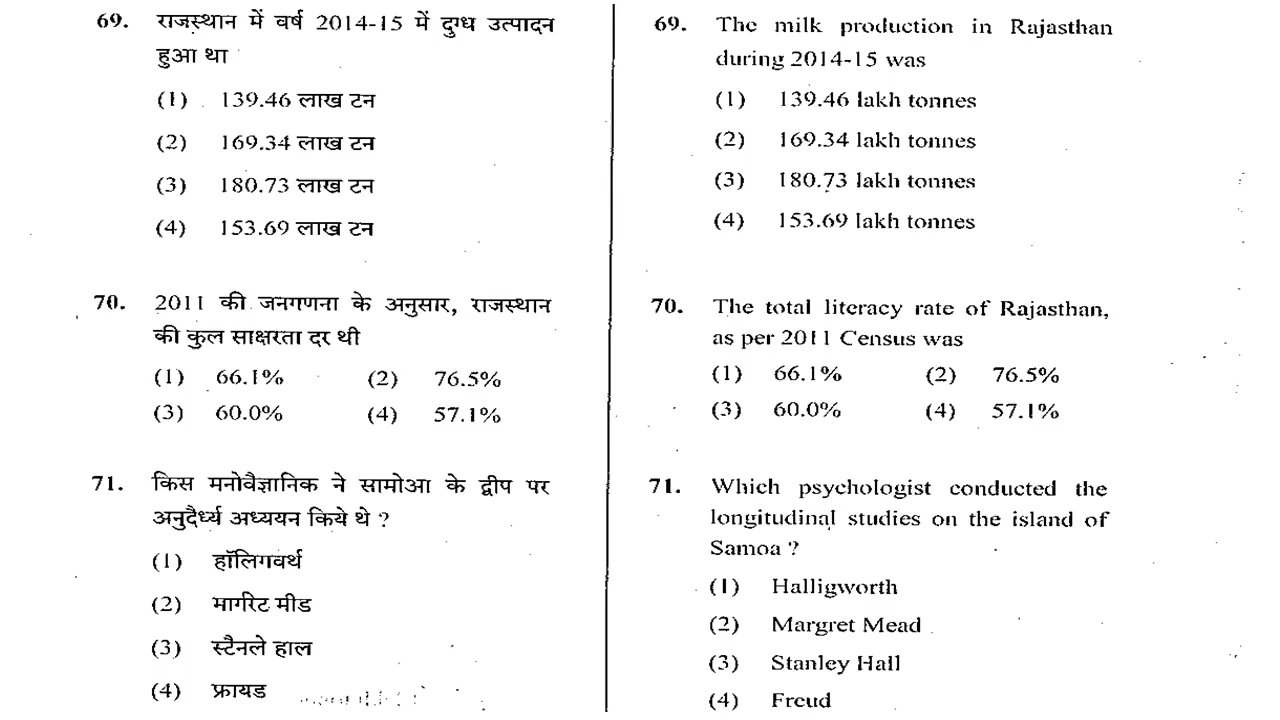 69. राजस्थान में वर्ष 2014-15 में दुग्ध उत्पादन
हुआ था
(1) 139.46 लाख टन
(2) 169.34 लाख टन
(3) 180.73 लाख टन
(4) 153.69 लाख टन
70. 2011 की जनगणना के अनुसार, राजस्थान
की कुल साक्षरता दर थी
(1) 66.1% (2) 76.5%
(3) 60.0% (4) 57.1%
71. किस मनोवैज्ञानिक ने सामोआ के द्वीप पर
अनुदैर्ध्य अध्ययन किये थे ?
(1) हॉलिगवर्थ
(2) मार्गरेट मीड
(3) स्टैनले हाल
(4) फ्रायड
69. The milk production in Rajasthan
during 2014-15 was
(1) 139.46 lakh tonnes
(2) 169.34 lakh tonnes
(3) 180.73 lakh tonnes
(4) 153.69 lakh tonnes
70. The total literacy rate of Rajasthan,
as per 2011 Census was
(1) 66.1% (2) 76.5%
(3) 60.0% (4) 57.1%
71. Which psychologist conducted the
longitudinal studies on the island of
Samoa ?
(1) Halligworth
(2) Margret Mead
(3) Stanley Hall
(4) Freud